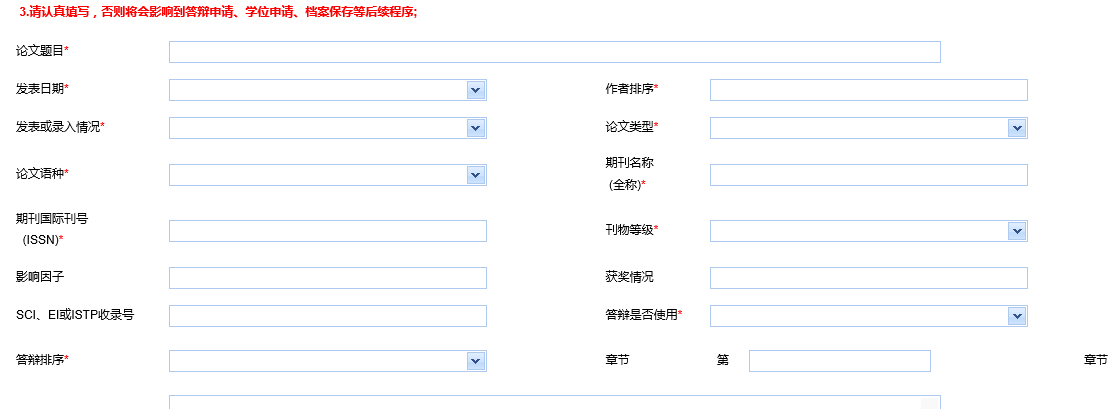 3.请认真填写，否则将会影响到答辩申请、学位申请、档案保存等后续程序;
论文题目*
发表日期*
作者排序*
发表或录入情况*
论文类型*
论文语种*
期刊名称
(全称)*
期刊国际刊号
(ISSN)*
刊物等级*
影响因子
获奖情况
SCI、EI或ISTP收录号
答辩是否使用*
答辩排序*
章节 第 章节